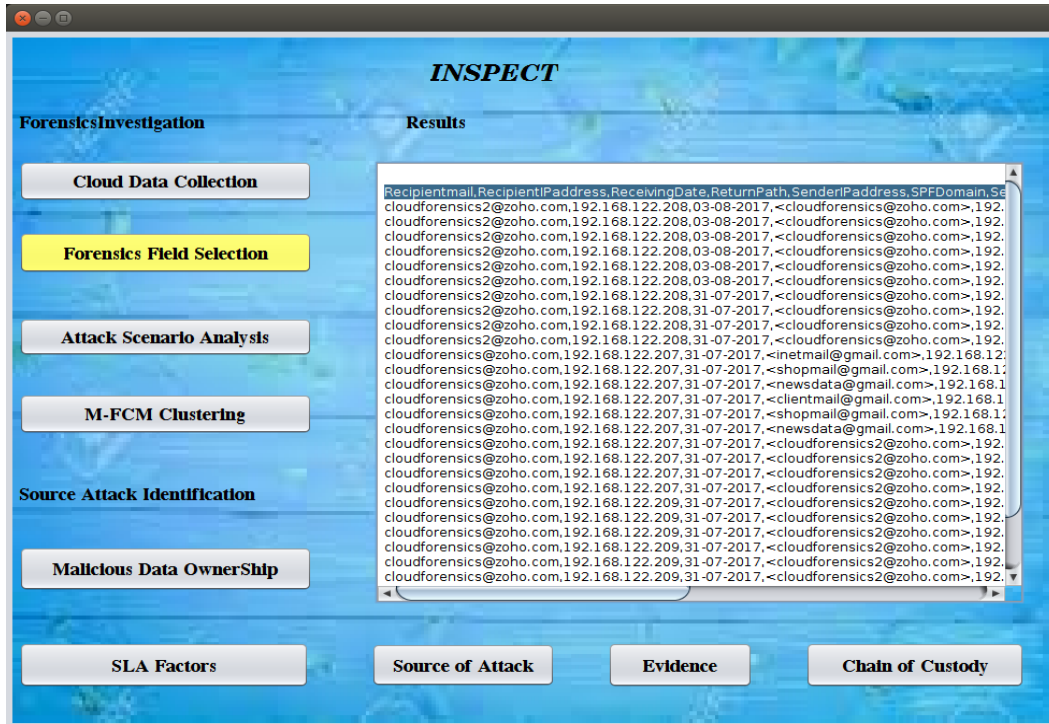 INSPECT
ForensicsInvestigation
Results
Cloud Data Collection
Forensics Field Selection
Attack Scenario Analysis
M-FCM Clustering
Source Attack Identification
Malicious Data OwnerShip
Recipientmail,RecipientIPaddress,ReceivingDate,ReturnPath,SenderIPaddress,SPFDomain,Se
cloudforensics2@zoho.com,192.168.122.208,03-08-2017,<cloudforensics@zoho.com>,192.
cloudforensics2@zoho.com,192.168.122.208,03-08-2017,<cloudforensics@zoho.com>,192.
cloudforensics2@zoho.com,192.168.122.208,03-08-2017,<cloudforensics@zoho.com>,192.
cloudforensics2@zoho.com,192.168.122.208,03-08-2017,<cloudforensics@zoho.com>,192.
cloudforensics2@zoho.com,192.168.122.208,03-08-2017,<cloudforensics@zoho.com>,192.
cloudforensics2@zoho.com,192.168.122.208,03-08-2017,<cloudforensics@zoho.com>,192.
cloudforensics2@zoho.com,192.168.122.208,31-07-2017,<cloudforensics@zoho.com>,192.
cloudforensics2@zoho.com,192.168.122.208,31-07-2017,<cloudforensics@zoho.com>,192.
cloudforensics2@zoho.com,192.168.122.208,31-07-2017,<cloudforensics@zoho.com>,192.
cloudforensics2@zoho.com,192.168.122.208,31-07-2017,<cloudforensics@zoho.com>,192.
cloudforensics@zoho.com,192.168.122.207,31-07-2017,<inetmail@gmail.com>,192.168.12
cloudforensics@zoho.com,192.168.122.207,31-07-2017,<shopmail@gmail.com>,192.168.1
cloudforensics@zoho.com,192.168.122.207,31-07-2017,<newsdata@gmail.com>,192.168.1
cloudforensics@zoho.com,192.168.122.207,31-07-2017,<clientmail@gmail.com>,192.168.1
cloudforensics@zoho.com,192.168.122.207,31-07-2017,<shopmail@gmail.com>,192.168.1
cloudforensics@zoho.com,192.168.122.207,31-07-2017,<newsdata@gmail.com>,192.168.1
cloudforensics@zoho.com,192.168.122.207,31-07-2017,<cloudforensics2@zoho.com>,192.
cloudforensics@zoho.com,192.168.122.207,31-07-2017,<cloudforensics2@zoho.com>,192.
cloudforensics@zoho.com,192.168.122.207,31-07-2017,<cloudforensics2@zoho.com>,192.
cloudforensics@zoho.com,192.168.122.207,31-07-2017,<cloudforensics2@zoho.com>,192.
cloudforensics@zoho.com,192.168.122.209,31-07-2017,<cloudforensics2@zoho.com>,192.
cloudforensics@zoho.com,192.168.122.209,31-07-2017,<cloudforensics2@zoho.com>,192.
cloudforensics@zoho.com,192.168.122.209,31-07-2017,<cloudforensics2@zoho.com>,192.
cloudforensics@zoho.com,192.168.122.209,31-07-2017,<cloudforensics2@zoho.com>,192.
cloudforensics@zoho.com,192.168.122.209,31-07-2017,<cloudforensics2@zoho.com>,192.
cloudforensics@zoho.com,192.168.122.209,31-07-2017,<cloudforensics2@zoho.com>,192.
SLA Factors
Source of Attack
Evidence
Chain of Custody